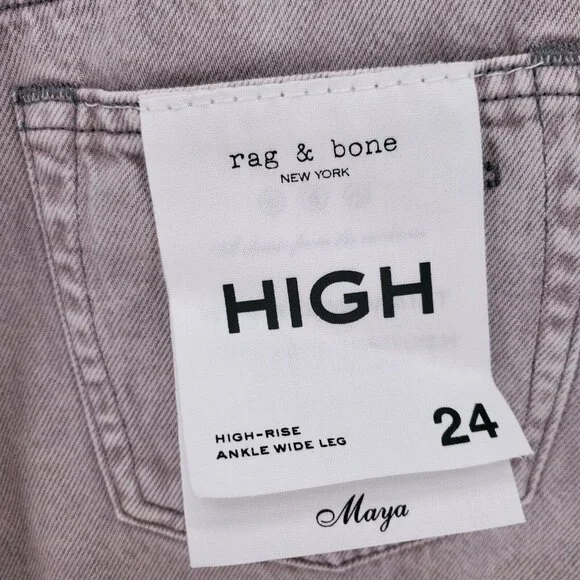 rag & bone
NEW YORK
HIGH
HIGH-RISE
ANKLE WIDE LEG
24
Maya